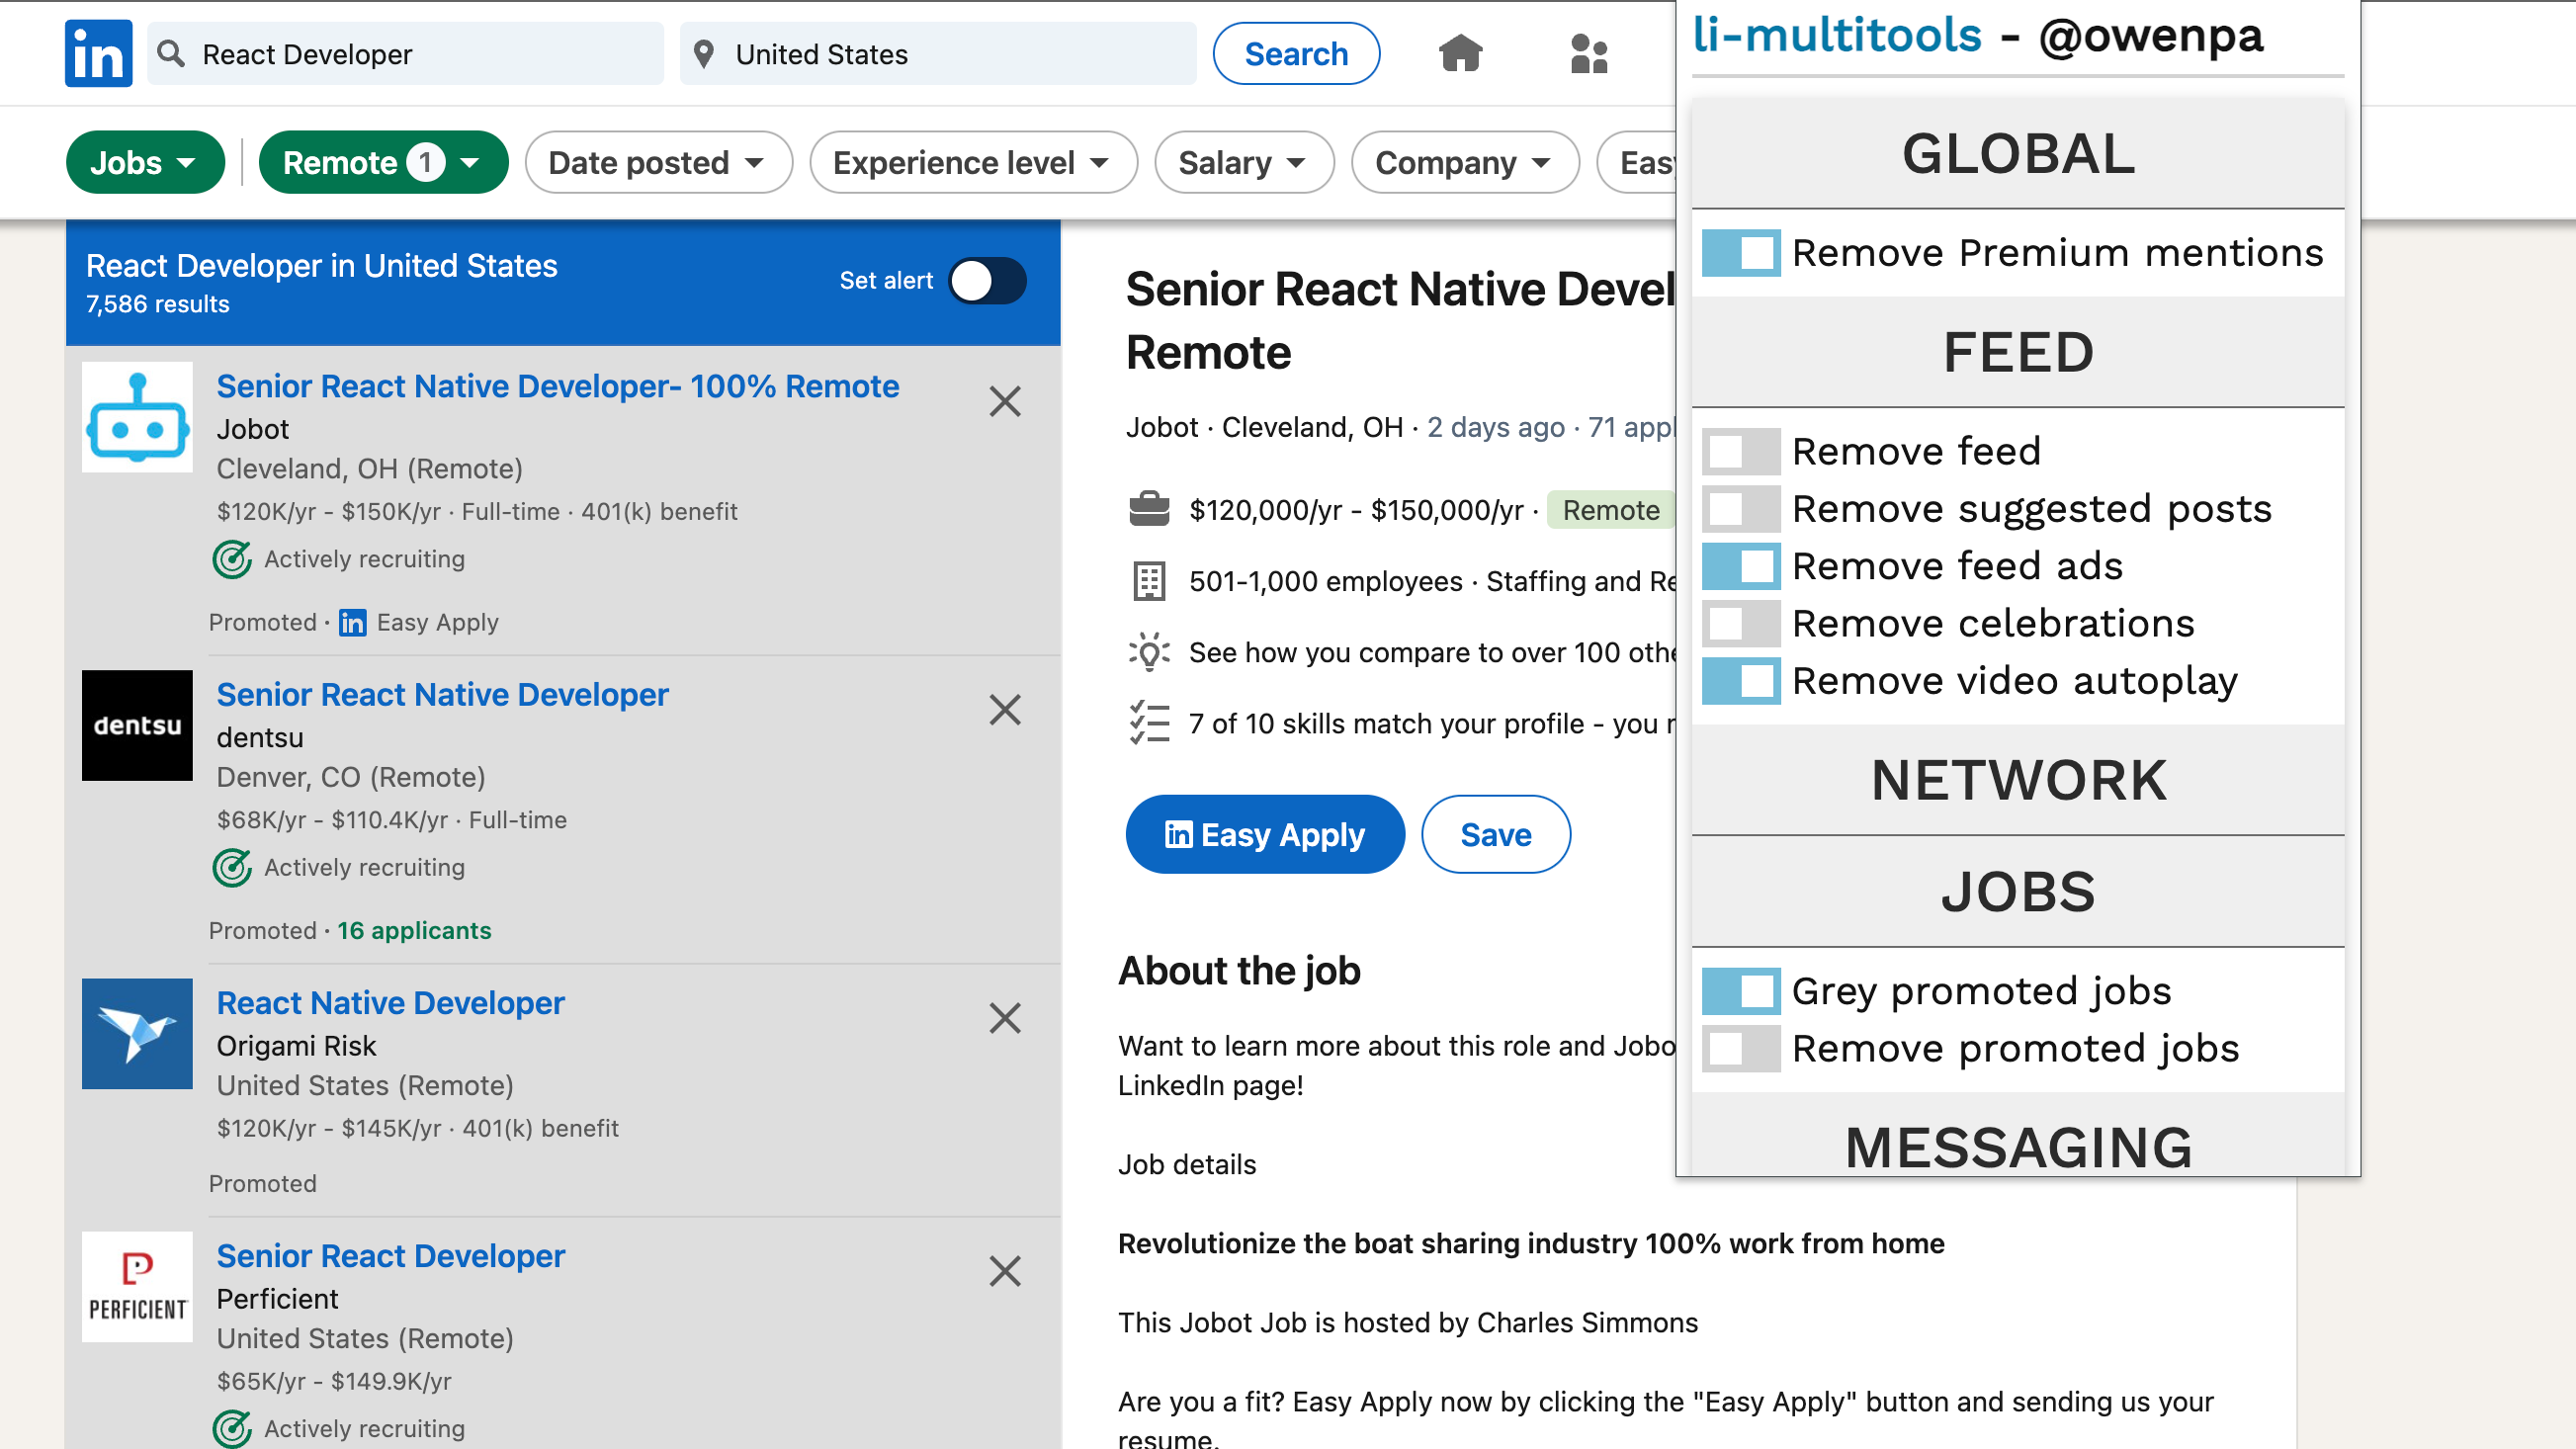 in React Developer United States Search
Jobs Remote 1 Date posted Experience level Salary Company
React Developer in United States
7,586 results
Set alert
Senior React Native Developer- 100% Remote
Jobot
Cleveland, OH (Remote)
$120K/yr - $150K/yr · Full-time · 401(k) benefit
Actively recruiting
Promoted · in Easy Apply
dentsu
Senior React Native Developer
dentsu
Denver, CO (Remote)
$68K/yr - $110.4K/yr · Full-time
Actively recruiting
Promoted · 16 applicants
React Native Developer
Origami Risk
United States (Remote)
$120K/yr - $145K/yr · 401(k) benefit
Promoted
P
PERFICIENT
Senior React Developer
Perficient
United States (Remote)
$65K/yr - $149.9K/yr
Actively recruiting
Senior React Native
Remote
Jobot · Cleveland, OH · 2 days ago · 71
$120,000/yr - $150,000/yr · Remote
501-1,000 employees · Staffing and
See how you compare to over 100
7 of 10 skills match your profile - you
in Easy Apply Save
About the job
Want to learn more about this role and
LinkedIn page!
Job details
Revolutionize the boat sharing industry 100% work from home
This Jobot Job is hosted by Charles Simmons
Are you a fit? Easy Apply now by clicking the "Easy Apply" button and sending us your
resume.
li-multitools - @owenpa
GLOBAL
Remove Premium mentions
FEED
Remove feed
Remove suggested posts
Remove feed ads
Remove celebrations
Remove video autoplay
NETWORK
JOBS
Grey promoted jobs
Remove promoted jobs
MESSAGING